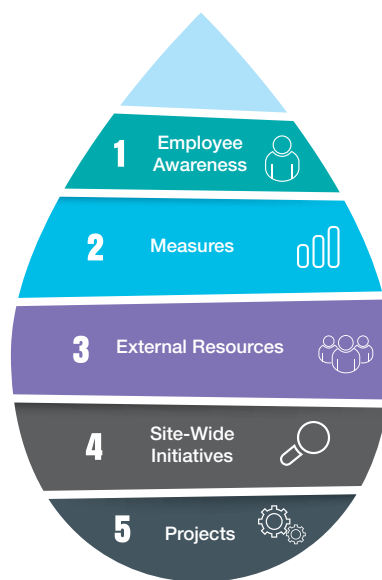 1
Employee
Awareness
2
Measures
3
External Resources
4
Site-Wide
Initiatives
5
Projects